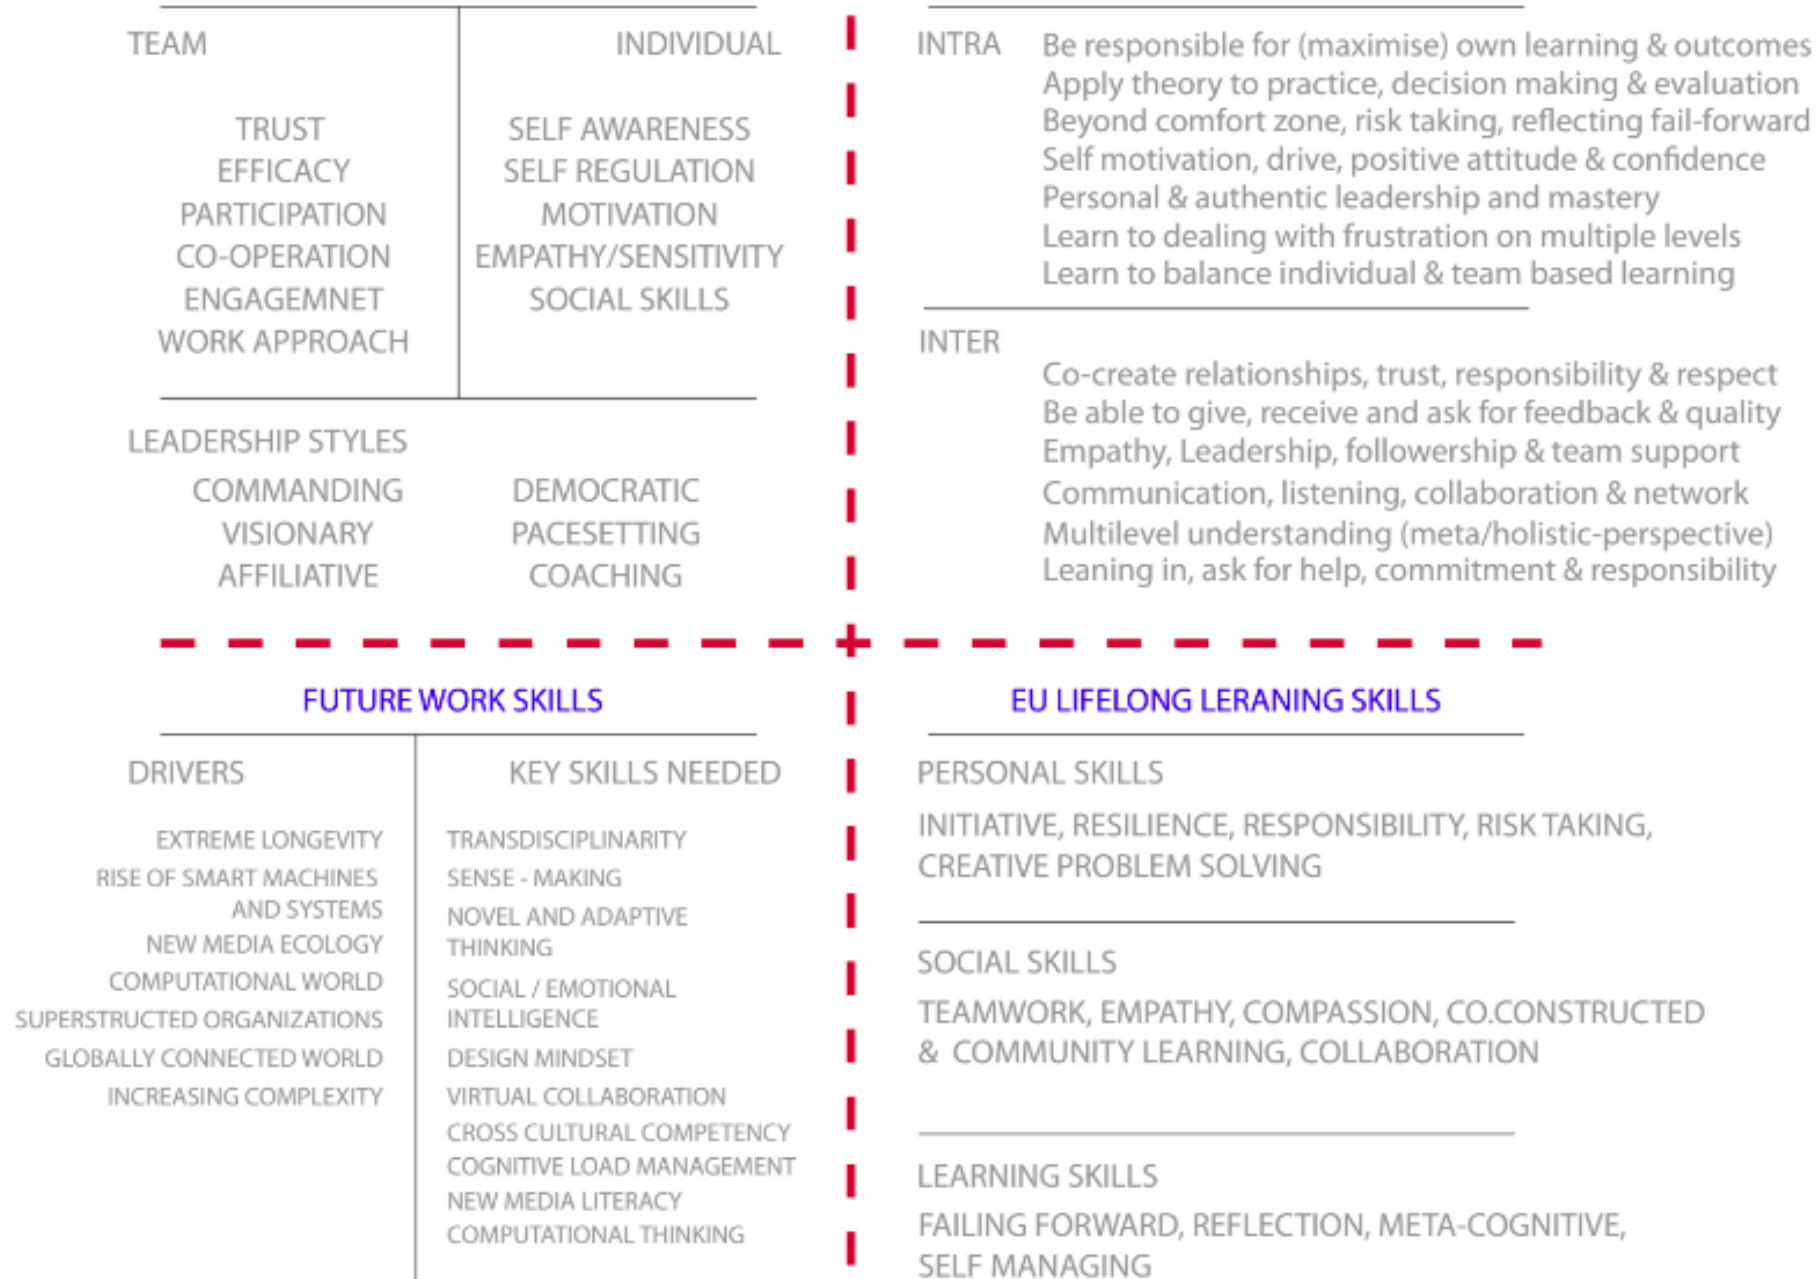 TEAM
INDIVIDUAL
TRUST
EFFICACY
PARTICIPATION
CO-OPERATION
ENGAGEMNET
WORK APPROACH
SELF AWARENESS
SELF REGULATION
MOTIVATION
EMPATHY/SENSITIVITY
SOCIAL SKILLS
LEADERSHIP STYLES
COMMANDING
VISIONARY
AFFILIATIVE
DEMOCRATIC
PACESETTING
COACHING
INTRA
Be responsible for (maximise) own learning & outcomes
Apply theory to practice, decision making & evaluation
Beyond comfort zone, risk taking, reflecting fail-forward
Self motivation, drive, positive attitude & confidence
Personal & authentic leadership and mastery
Learn to dealing with frustration on multiple levels
Learn to balance individual & team based learning
INTER
Co-create relationships, trust, responsibility & respect
Be able to give, receive and ask for feedback & quality
Empathy, Leadership, followership & team support
Communication, listening, collaboration & network
Multilevel understanding (meta/holistic-perspective)
Leaning in, ask for help, commitment & responsibility
FUTURE WORK SKILLS
DRIVERS
EXTREME LONGEVITY
RISE OF SMART MACHINES
AND SYSTEMS
NEW MEDIA ECOLOGY
COMPUTATIONAL WORLD
SUPERSTRUCTED ORGANIZATIONS
GLOBALLY CONNECTED WORLD
INCREASING COMPLEXITY
KEY SKILLS NEEDED
TRANSDISCIPLINARITY
SENSE - MAKING
NOVEL AND ADAPTIVE
THINKING
SOCIAL / EMOTIONAL
INTELLIGENCE
DESIGN MINDSET
VIRTUAL COLLABORATION
CROSS CULTURAL COMPETENCY
COGNITIVE LOAD MANAGEMENT
NEW MEDIA LITERACY
COMPUTATIONAL THINKING
EU LIFELONG LERANING SKILLS
PERSONAL SKILLS
INITIATIVE, RESILIENCE, RESPONSIBILITY, RISK TAKING,
CREATIVE PROBLEM SOLVING
SOCIAL SKILLS
TEAMWORK, EMPATHY, COMPASSION, CO.CONSTRUCTED
& COMMUNITY LEARNING, COLLABORATION
LEARNING SKILLS
FAILING FORWARD, REFLECTION, META-COGNITIVE,
SELF MANAGING